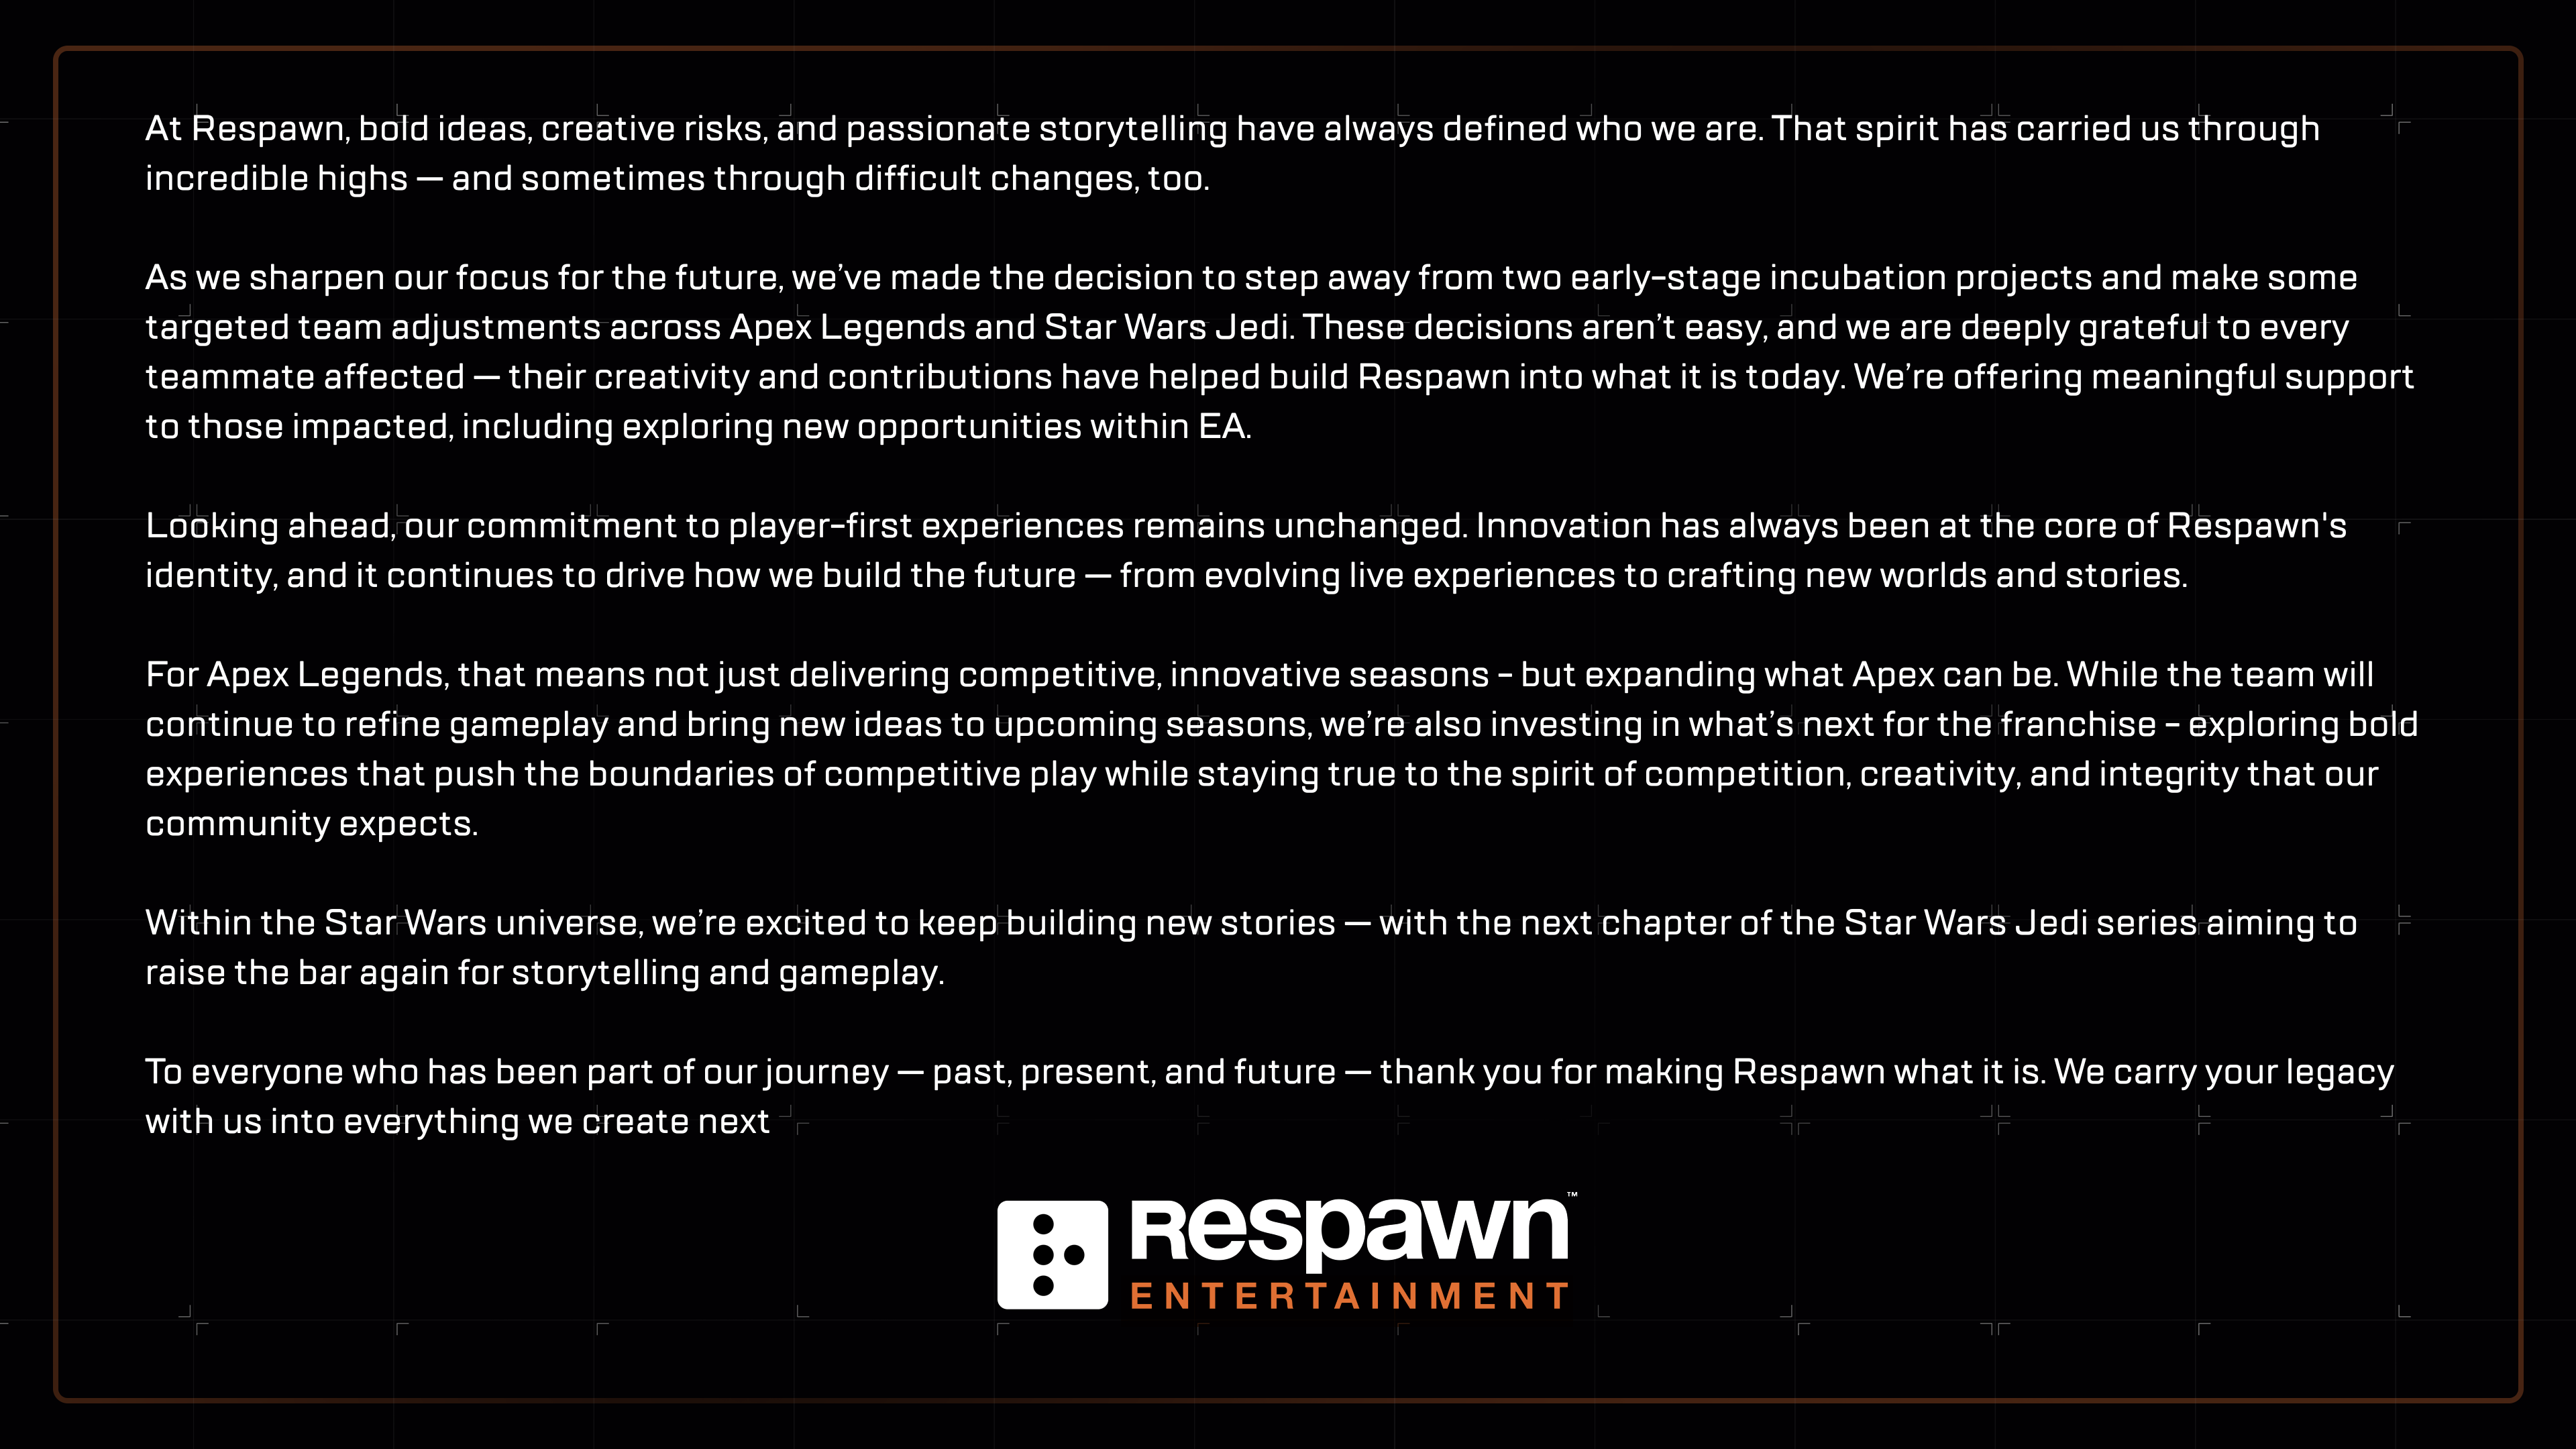 At Respawn, bold ideas, creative risks, and passionate storytelling have always defined who we are. That spirit has carried us through
incredible highs — and sometimes through difficult changes, too.
As we sharpen our focus for the future, we’ve made the decision to step away from two early-stage incubation projects and make some
targeted team adjustments across Apex Legends and Star Wars Jedi. These decisions aren’t easy, and we are deeply grateful to every
teammate affected — their creativity and contributions have helped build Respawn into what it is today. We’re offering meaningful support
to those impacted, including exploring new opportunities within EA.
Looking ahead, our commitment to player-first experiences remains unchanged. Innovation has always been at the core of Respawn's
identity, and it continues to drive how we build the future — from evolving live experiences to crafting new worlds and stories.
For Apex Legends, that means not just delivering competitive, innovative seasons – but expanding what Apex can be. While the team will
continue to refine gameplay and bring new ideas to upcoming seasons, we’re also investing in what’s next for the franchise – exploring bold
experiences that push the boundaries of competitive play while staying true to the spirit of competition, creativity, and integrity that our
community expects.
Within the Star Wars universe, we’re excited to keep building new stories — with the next chapter of the Star Wars Jedi series aiming to
raise the bar again for storytelling and gameplay.
To everyone who has been part of our journey — past, present, and future — thank you for making Respawn what it is. We carry your legacy
with us into everything we create next
Respawn™
ENTERTAINMENT